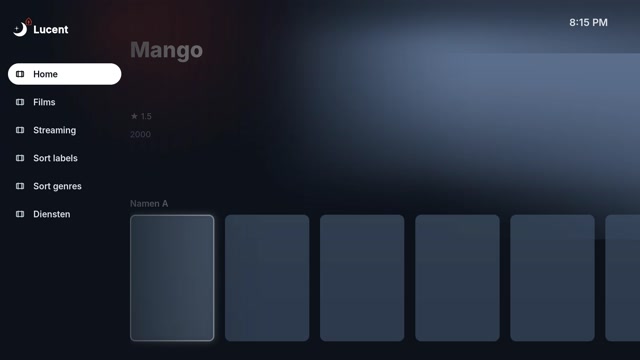 Lucent
8:15 PM
Home
Films
Streaming
Sort labels
Sort genres
Diensten
Mango
★ 1.5
2000
Namen A